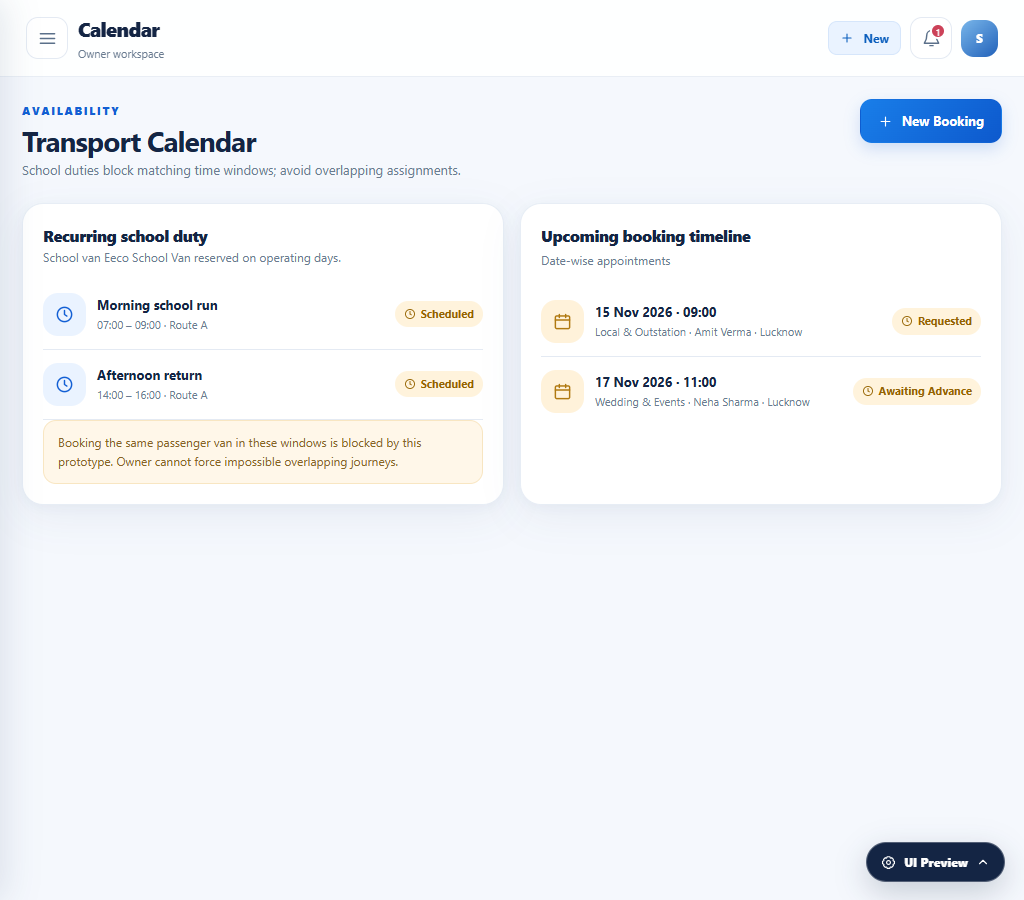 Calendar
Owner workspace
+ New
1
S
AVAILABILITY
Transport Calendar
School duties block matching time windows; avoid overlapping assignments.
+ New Booking
Recurring school duty
School van Eeco School Van reserved on operating days.
Morning school run
07:00 – 09:00 · Route A
Scheduled
Afternoon return
14:00 – 16:00 · Route A
Scheduled
Booking the same passenger van in these windows is blocked by this
prototype. Owner cannot force impossible overlapping journeys.
Upcoming booking timeline
Date-wise appointments
15 Nov 2026 · 09:00
Local & Outstation · Amit Verma · Lucknow
Requested
17 Nov 2026 · 11:00
Wedding & Events · Neha Sharma · Lucknow
Awaiting Advance
UI Preview